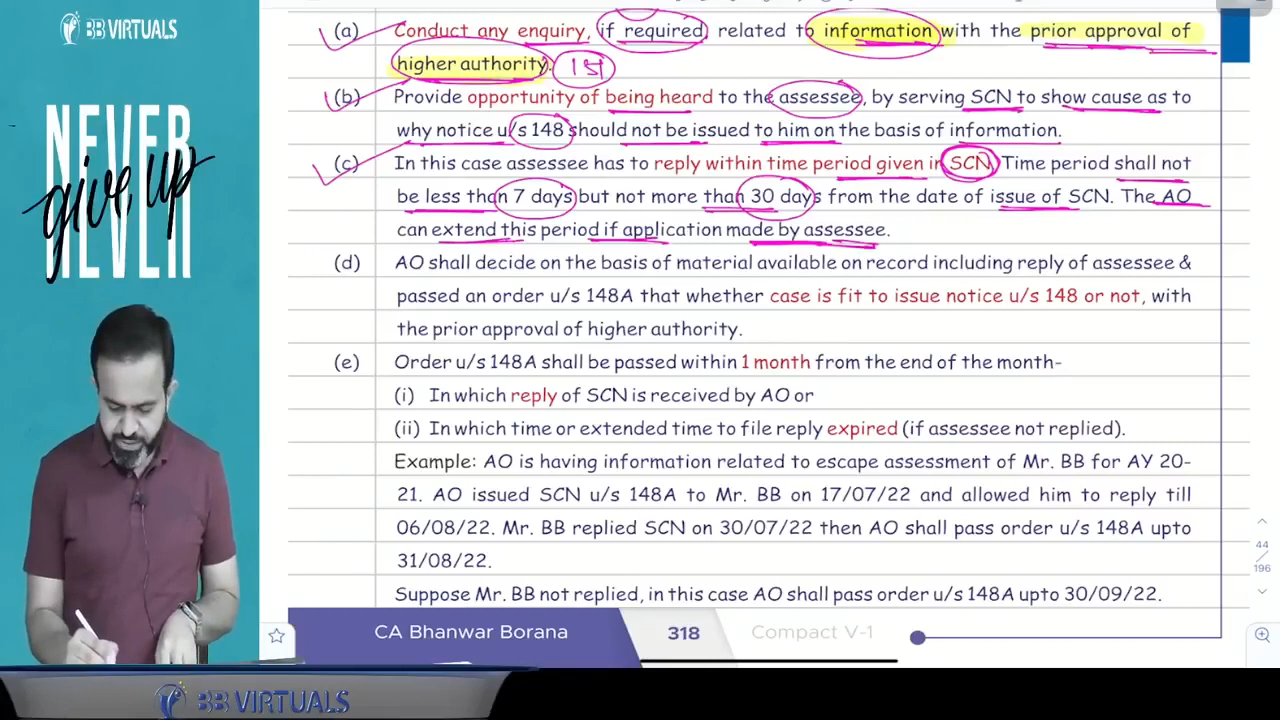 BB VIRTUALS
NEVER
give up
NEVER
(a) Conduct any enquiry, if required, related to information with the prior approval of
higher authority. 1st
(b) Provide opportunity of being heard to the assessee, by serving SCN to show cause as to
why notice u/s 148 should not be issued to him on the basis of information.
(c) In this case assessee has to reply within time period given in SCN. Time period shall not
be less than 7 days but not more than 30 days from the date of issue of SCN. The AO
can extend this period if application made by assessee.
(d) AO shall decide on the basis of material available on record including reply of assessee &
passed an order u/s 148A that whether case is fit to issue notice u/s 148 or not, with
the prior approval of higher authority.
(e) Order u/s 148A shall be passed within 1 month from the end of the month-
(i) In which reply of SCN is received by AO or
(ii) In which time or extended time to file reply expired (if assessee not replied).
Example: AO is having information related to escape assessment of Mr. BB for AY 20-
21. AO issued SCN u/s 148A to Mr. BB on 17/07/22 and allowed him to reply till
06/08/22. Mr. BB replied SCN on 30/07/22 then AO shall pass order u/s 148A upto
31/08/22.
Suppose Mr. BB not replied, in this case AO shall pass order u/s 148A upto 30/09/22.
44
196
CA Bhanwar Borana 318 Compact V-1
BB VIRTUALS